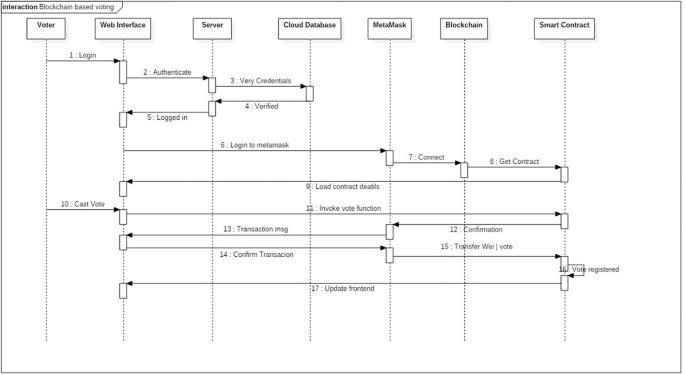 interaction Blockchain based voting
Voter
Web Interface
Server
Cloud Database
MetaMask
Blockchain
Smart Contract
1 : Login
2 : Authenticate
3 : Very Credentials
4 : Verified
5 : Logged in
6 : Login to metamask
7 : Connect
8 : Get Contract
9 : Load contract deatils
10 : Cast Vote
11 : Invoke vote function
12 : Confirmation
13 : Transaction msg
14 : Confirm Transacion
15 : Transfer Wei | vote
16 : Vote registered
17 : Update frontend